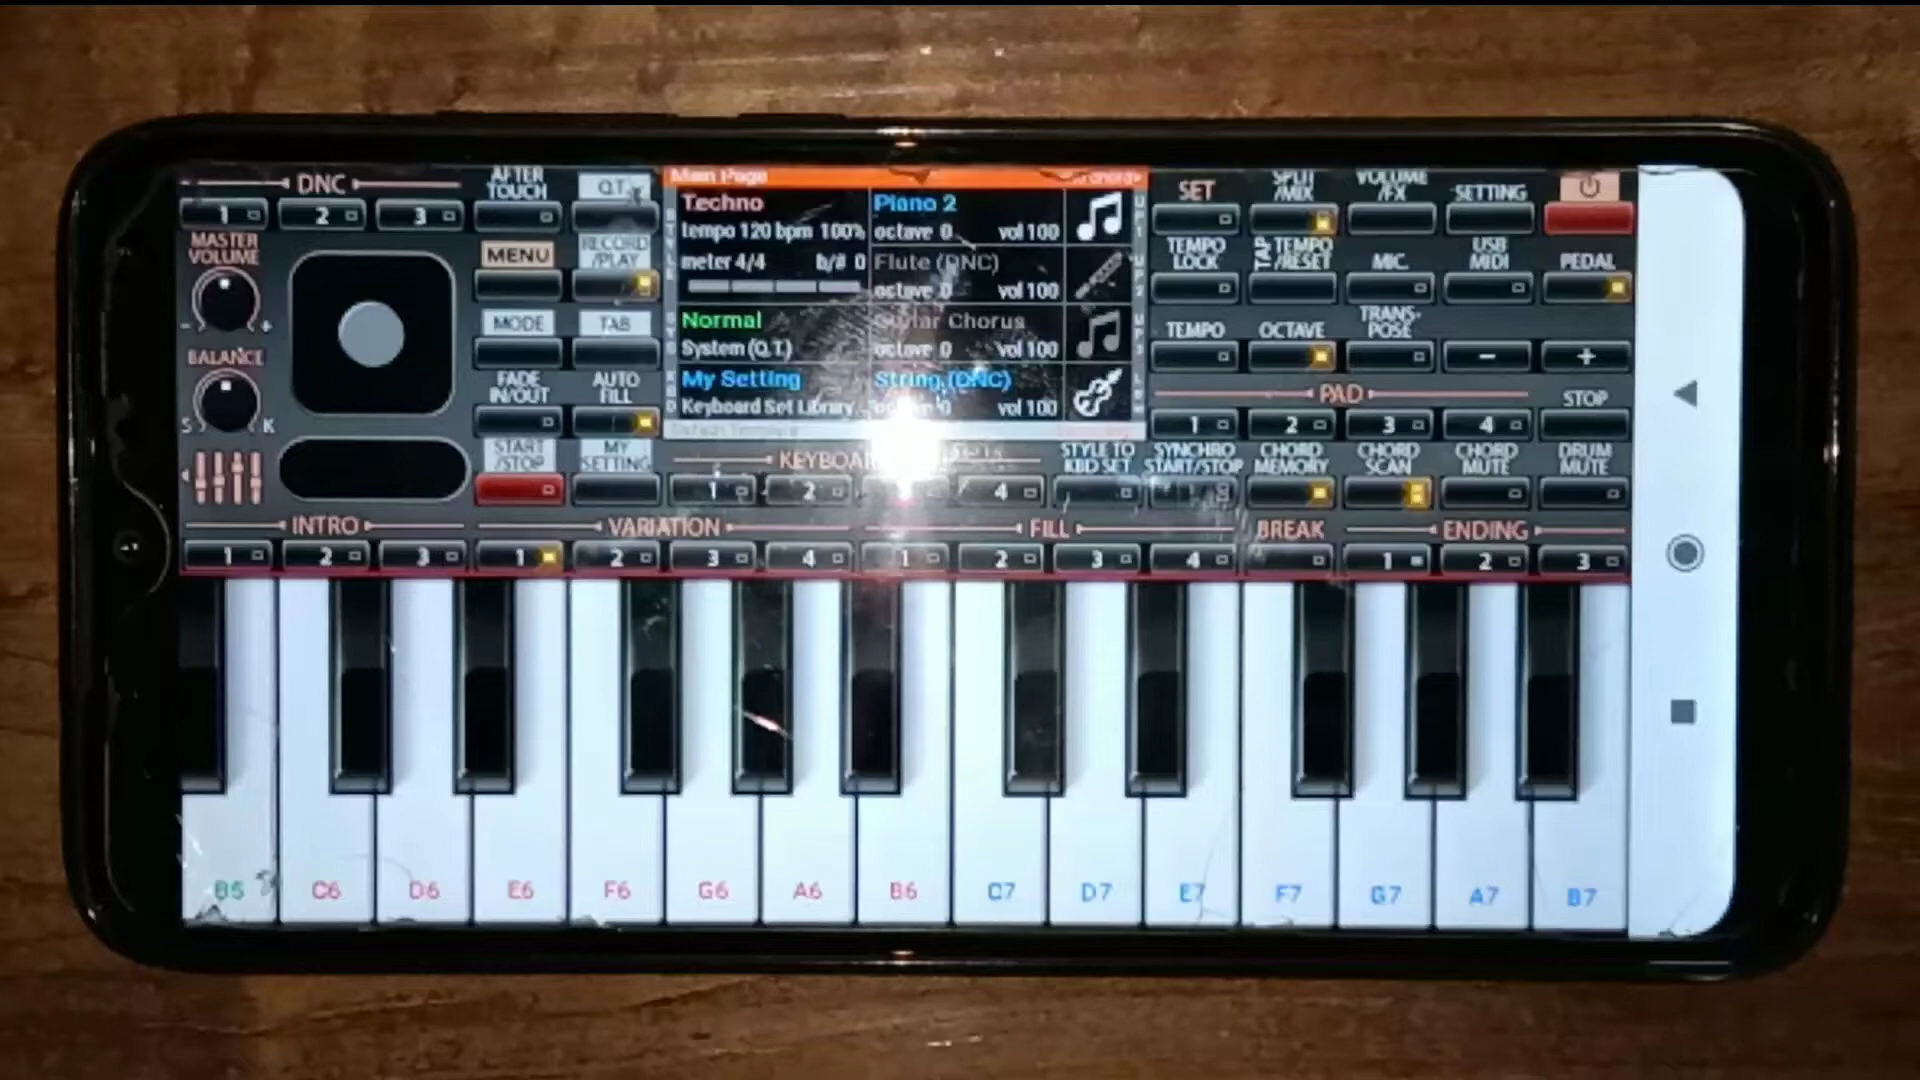 DNC
AFTER TOUCH
Q.T.
1 2 3
MASTER VOLUME
- +
BALANCE
S K
MENU
RECORD /PLAY
MODE
TAB
FADE IN/OUT
AUTO FILL
START /STOP
MY SETTING
Main Page
Techno
tempo 120 bpm 100%
meter 4/4 b/# 0
Normal
System (Q.T.)
My Setting
Keyboard Set Library
Piano 2
octave 0 vol 100
Flute (DNC)
octave 0 vol 100
Chorus
octave 0 vol 100
String (DNC)
vol 100
SET
SPLIT /MIX
VOLUME /FX
SETTING
TEMPO LOCK
TAP TEMPO /RESET
MIC
USB MIDI
PEDAL
TEMPO
OCTAVE
TRANS-POSE
- +
PAD
STOP
1 2 3 4
1 2 4
STYLE TO KBD SET
SYNCHRO START/STOP
CHORD MEMORY
CHORD SCAN
CHORD MUTE
DRUM MUTE
INTRO
VARIATION
FILL
BREAK
ENDING
1 2 3 1 2 3 4 1 2 3 4 1 2 3
B5 C6 D6 E6 F6 G6 A6 B6 C7 D7 E7 F7 G7 A7 B7